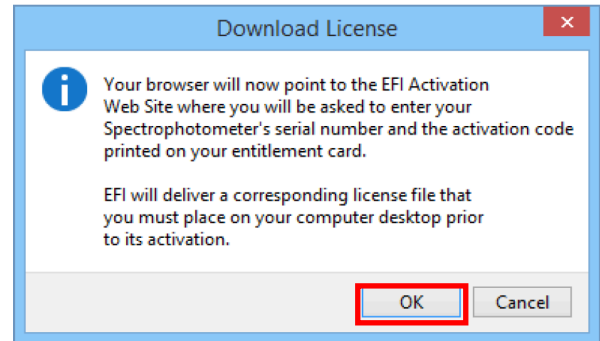 Download License
Your browser will now point to the EFI Activation
Web Site where you will be asked to enter your
Spectrophotometer's serial number and the activation code
printed on your entitlement card.
EFI will deliver a corresponding license file that
you must place on your computer desktop prior
to its activation.
OK
Cancel